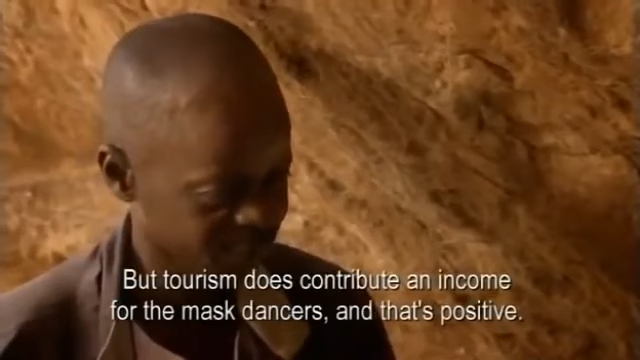 But tourism does contribute an income
for the mask dancers, and that's positive.